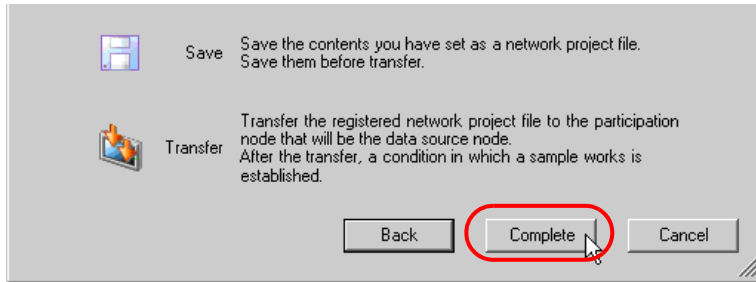 Save
Save the contents you have set as a network project file.
Save them before transfer.
Transfer
Transfer the registered network project file to the participation
node that will be the data source node.
After the transfer, a condition in which a sample works is
established.
Back
Complete
Cancel